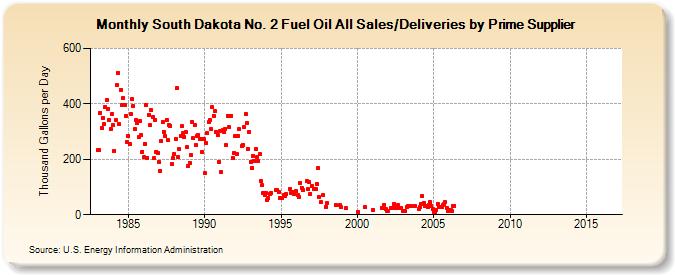 Monthly South Dakota No. 2 Fuel Oil All Sales/Deliveries by Prime Supplier
Thousand Gallons per Day
600
400
200
0
1985 1990 1995 2000 2005 2010 2015
Source: U.S. Energy Information Administration